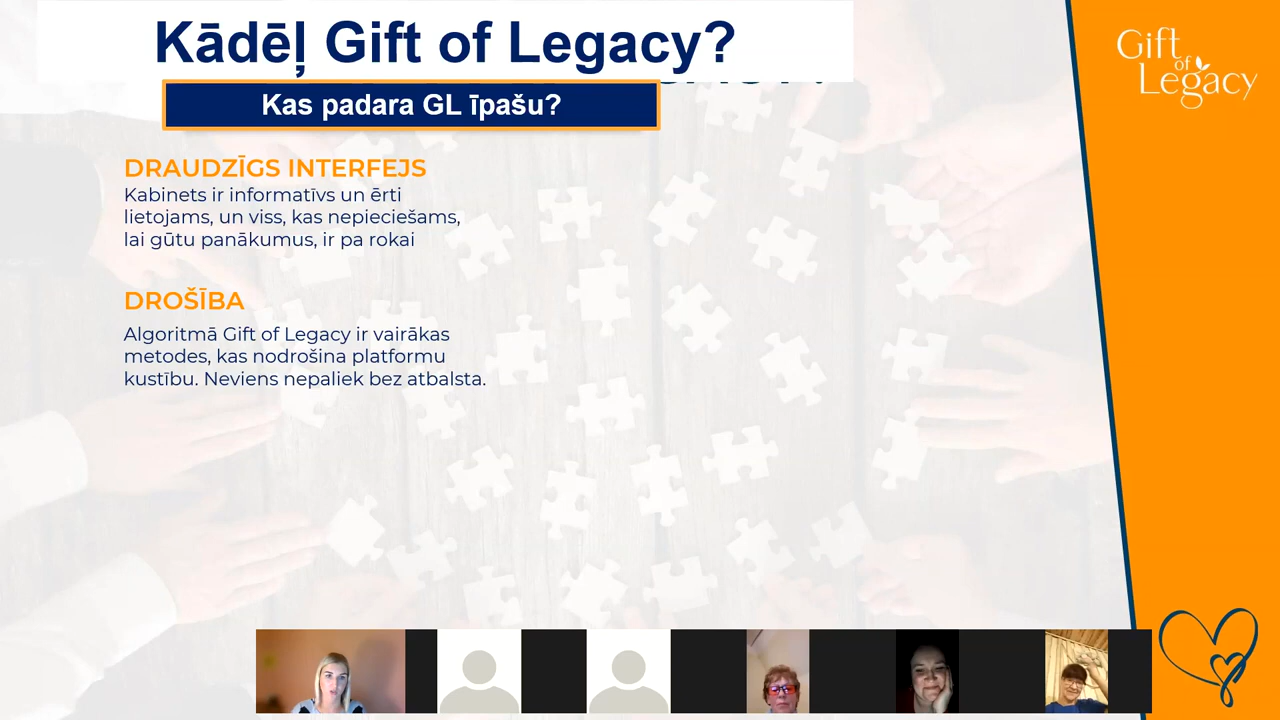 Kādēļ Gift of Legacy?
Kas padara GL īpašu?
DRAUDZĪGS INTERFEJS
Kabinets ir informatīvs un ērti
lietojams, un viss, kas nepieciešams,
lai gūtu panākumus, ir pa rokai
DROŠĪBA
Algoritmā Gift of Legacy ir vairākas
metodes, kas nodrošina platformu
kustību. Neviens nepaliek bez atbalsta.
Gift
of
Legacy